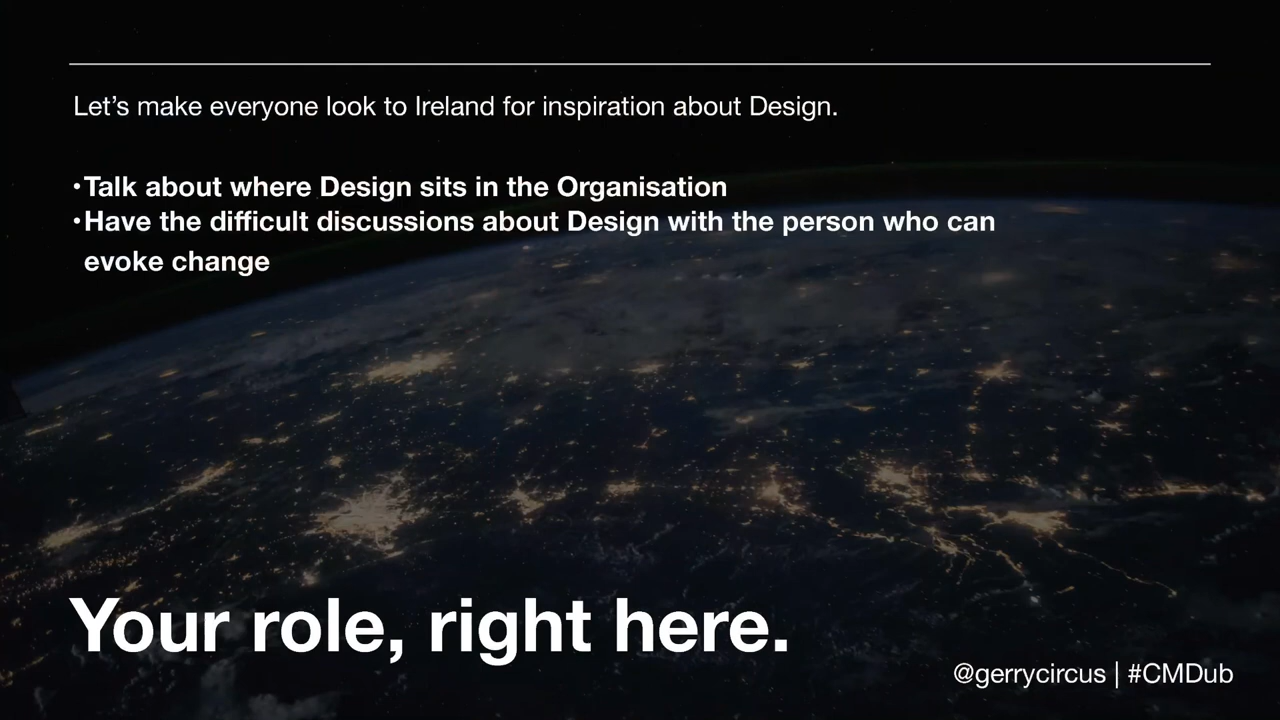 Let’s make everyone look to Ireland for inspiration about Design.
•Talk about where Design sits in the Organisation
•Have the difficult discussions about Design with the person who can
evoke change
Your role, right here.
@gerrycircus | #CMDub